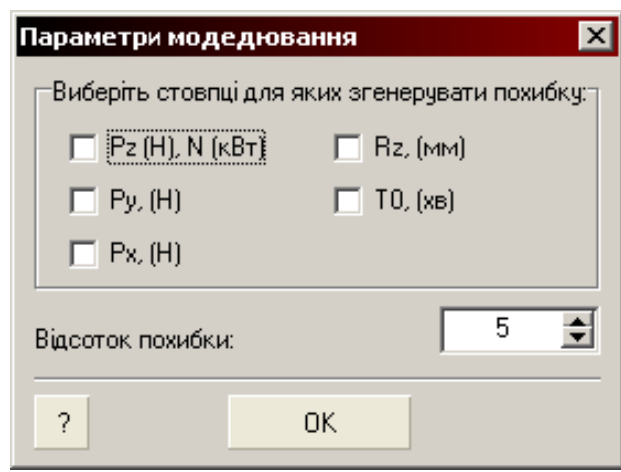 Параметри модедювання
Виберіть стовпці для яких згенерувати похибку:
Pz (Н), N (кВт)
Rz, (мм)
Py, (Н)
T0, (хв)
Px, (Н)
Відсоток похибки:
5
?
OK